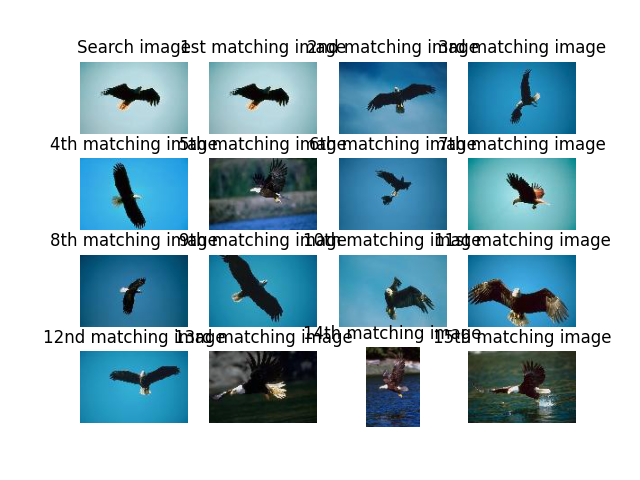 Search image
1st matching image
2nd matching image
3rd matching image
4th matching image
5th matching image
6th matching image
7th matching image
8th matching image
9th matching image
10th matching image
11st matching image
12nd matching image
13rd matching image
14th matching image
15th matching image